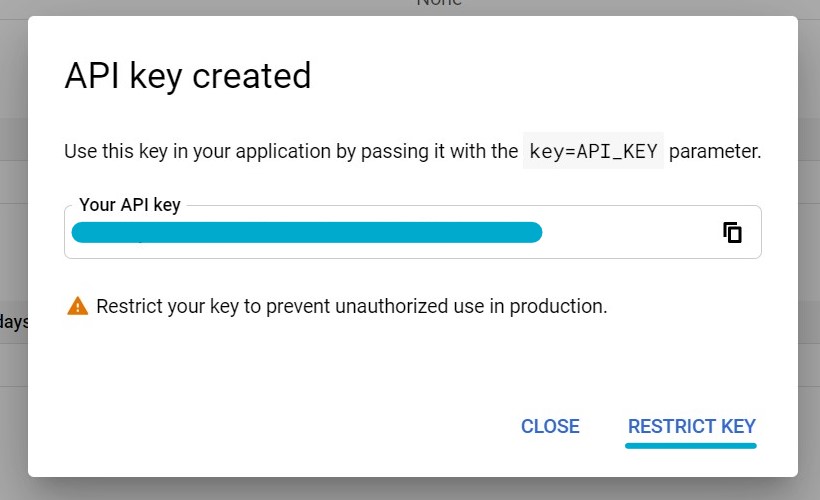 None
API key created
Use this key in your application by passing it with the key=API_KEY parameter.
Your API key
Restrict your key to prevent unauthorized use in production.
days
CLOSE RESTRICT KEY